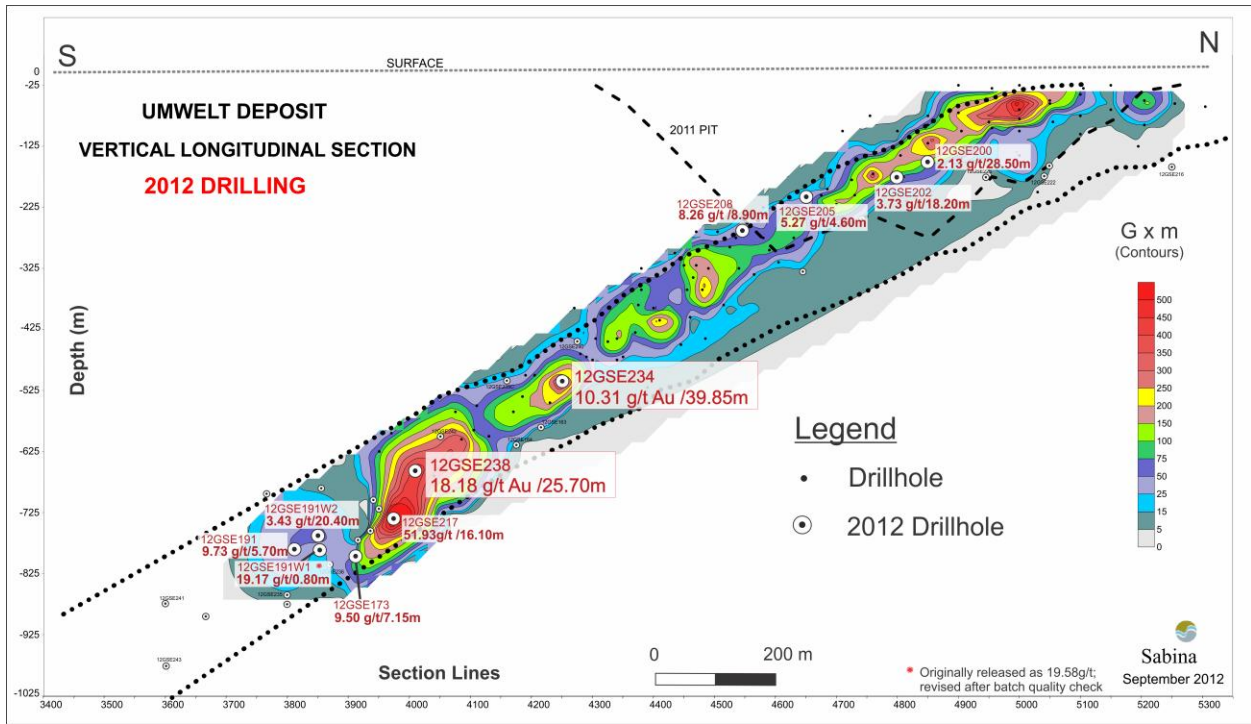 S
N
SURFACE
UMWELT DEPOSIT
VERTICAL LONGITUDINAL SECTION
2012 DRILLING
2011 PIT
12GSE200
2.13 g/t/28.50m
12GSE202
3.73 g/t/18.20m
12GSE205
5.27 g/t/4.60m
12GSE208
8.26 g/t /8.90m
12GSE216
12GSE222
12GSE234
10.31 g/t Au /39.85m
12GSE238
18.18 g/t Au /25.70m
12GSE217
51.93g/t /16.10m
12GSE191W2
3.43 g/t/20.40m
12GSE191
9.73 g/t/5.70m
12GSE191W1
19.17 g/t/0.80m
12GSE173
9.50 g/t/7.15m
12GSE241
12GSE243
Depth (m)
0
-25
-125
-225
-325
-425
-525
-625
-725
-825
-925
-1025
G x m
(Contours)
500
450
400
350
300
250
200
150
100
75
50
25
15
5
0
Legend
Drillhole
2012 Drillhole
Section Lines
0 200 m
* Originally released as 19.58g/t;
revised after batch quality check
Sabina
September 2012
3400 3500 3600 3700 3800 3900 4000 4100 4200 4300 4400 4500 4600 4700 4800 4900 5000 5100 5200 5300